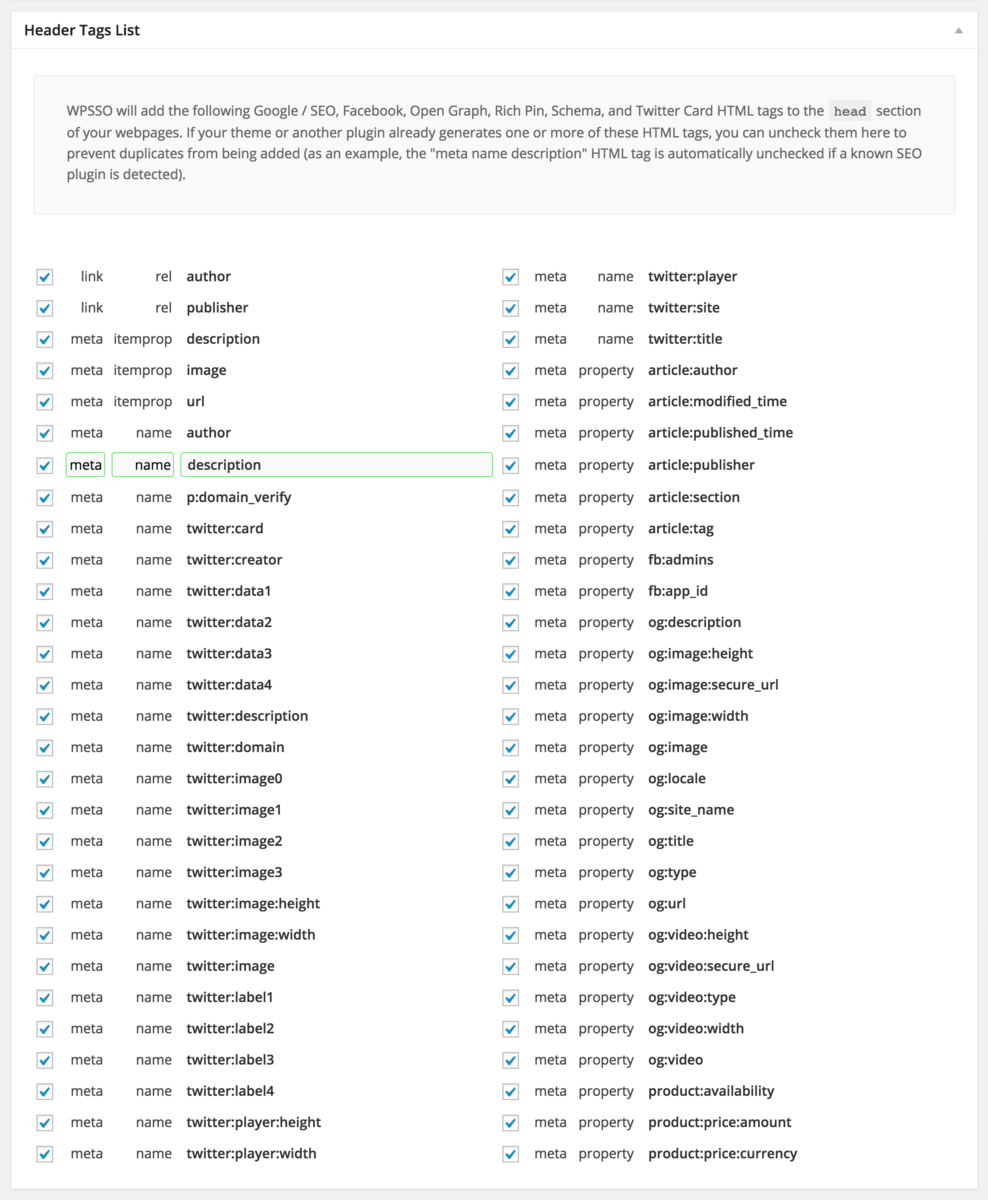 Header Tags List
WPSSO will add the following Google / SEO, Facebook, Open Graph, Rich Pin, Schema, and Twitter Card HTML tags to the head section
of your webpages. If your theme or another plugin already generates one or more of these HTML tags, you can uncheck them here to
prevent duplicates from being added (as an example, the "meta name description" HTML tag is automatically unchecked if a known SEO
plugin is detected).
link rel author
link rel publisher
meta itemprop description
meta itemprop image
meta itemprop url
meta name author
meta name description
meta name p:domain_verify
meta name twitter:card
meta name twitter:creator
meta name twitter:data1
meta name twitter:data2
meta name twitter:data3
meta name twitter:data4
meta name twitter:description
meta name twitter:domain
meta name twitter:image0
meta name twitter:image1
meta name twitter:image2
meta name twitter:image3
meta name twitter:image:height
meta name twitter:image:width
meta name twitter:image
meta name twitter:label1
meta name twitter:label2
meta name twitter:label3
meta name twitter:label4
meta name twitter:player:height
meta name twitter:player:width
meta name twitter:player
meta name twitter:site
meta name twitter:title
meta property article:author
meta property article:modified_time
meta property article:published_time
meta property article:publisher
meta property article:section
meta property article:tag
meta property fb:admins
meta property fb:app_id
meta property og:description
meta property og:image:height
meta property og:image:secure_url
meta property og:image:width
meta property og:image
meta property og:locale
meta property og:site_name
meta property og:title
meta property og:type
meta property og:url
meta property og:video:height
meta property og:video:secure_url
meta property og:video:type
meta property og:video:width
meta property og:video
meta property product:availability
meta property product:price:amount
meta property product:price:currency